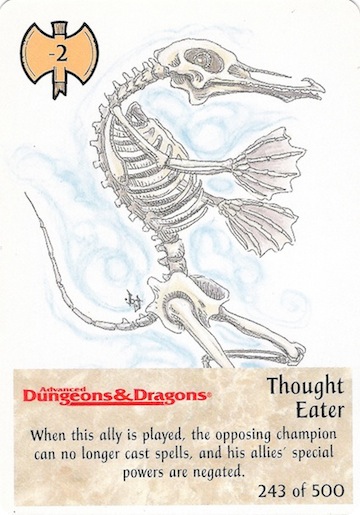 -2
Advanced
Dungeons&Dragons®
Thought
Eater
When this ally is played, the opposing champion
can no longer cast spells, and his allies' special
powers are negated.
243 of 500